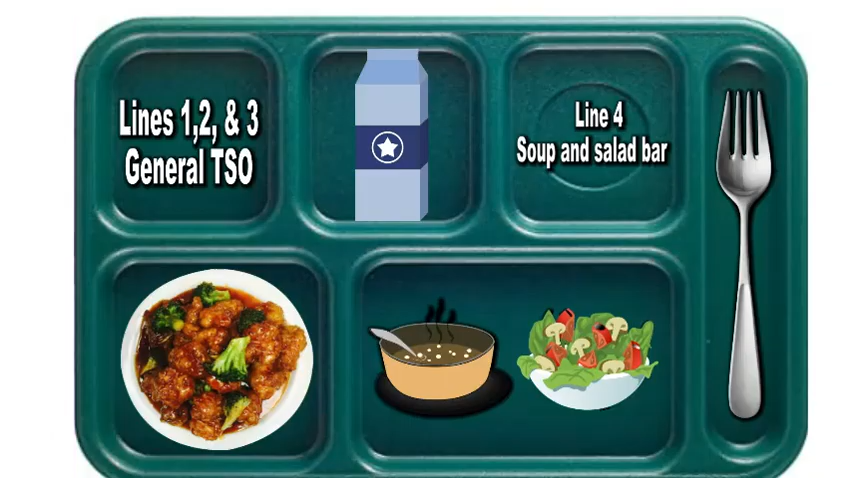 Lines 1,2, & 3
General TSO
Line 4
Soup and salad bar